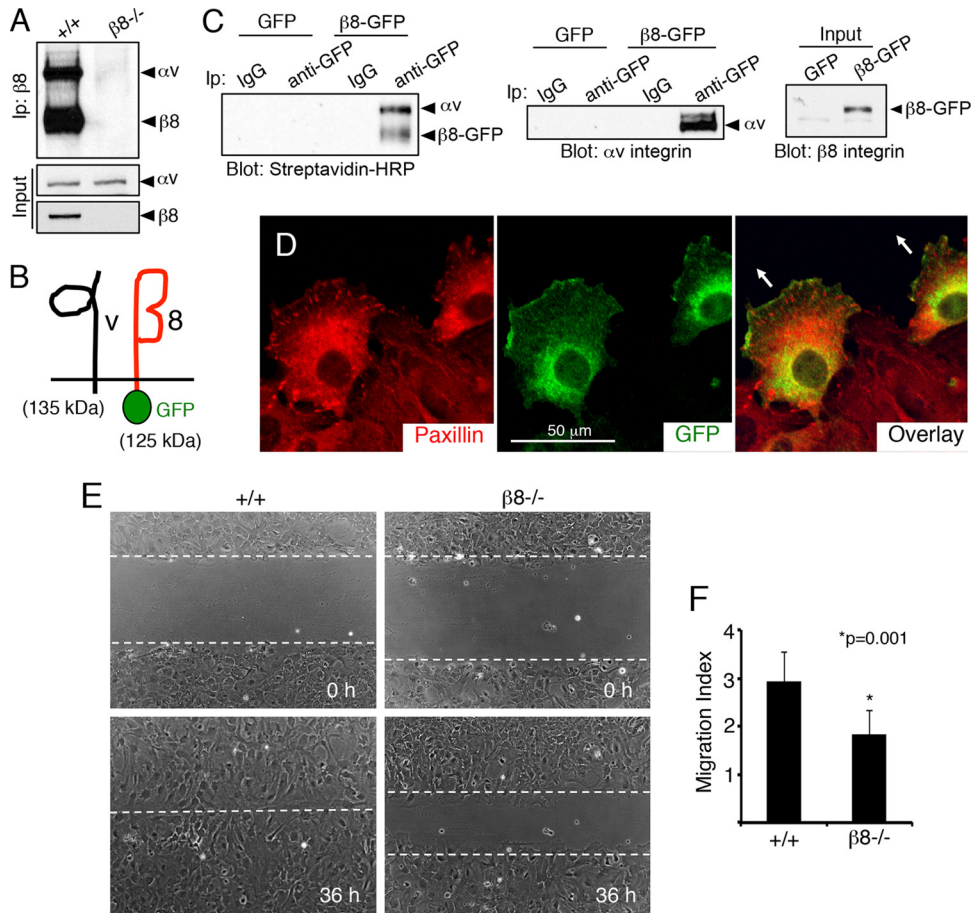 A
+/+ β8-/-
Ip: β8
αv
β8
Input
αv
β8
B
v 8
(135 kDa)
GFP
(125 kDa)
C
GFP β8-GFP
Ip: IgG anti-GFP IgG anti-GFP
αv
β8-GFP
Blot: Streptavidin-HRP
GFP β8-GFP
Ip: IgG anti-GFP IgG anti-GFP
αv
Blot: αv integrin
Input
GFP β8-GFP
β8-GFP
Blot: β8 integrin
D
Paxillin
50 μm
GFP
Overlay
E
+/+ β8-/-
0 h 0 h
36 h 36 h
F
Migration Index
4
3
2
1
*p=0.001
*
+/+ β8-/-